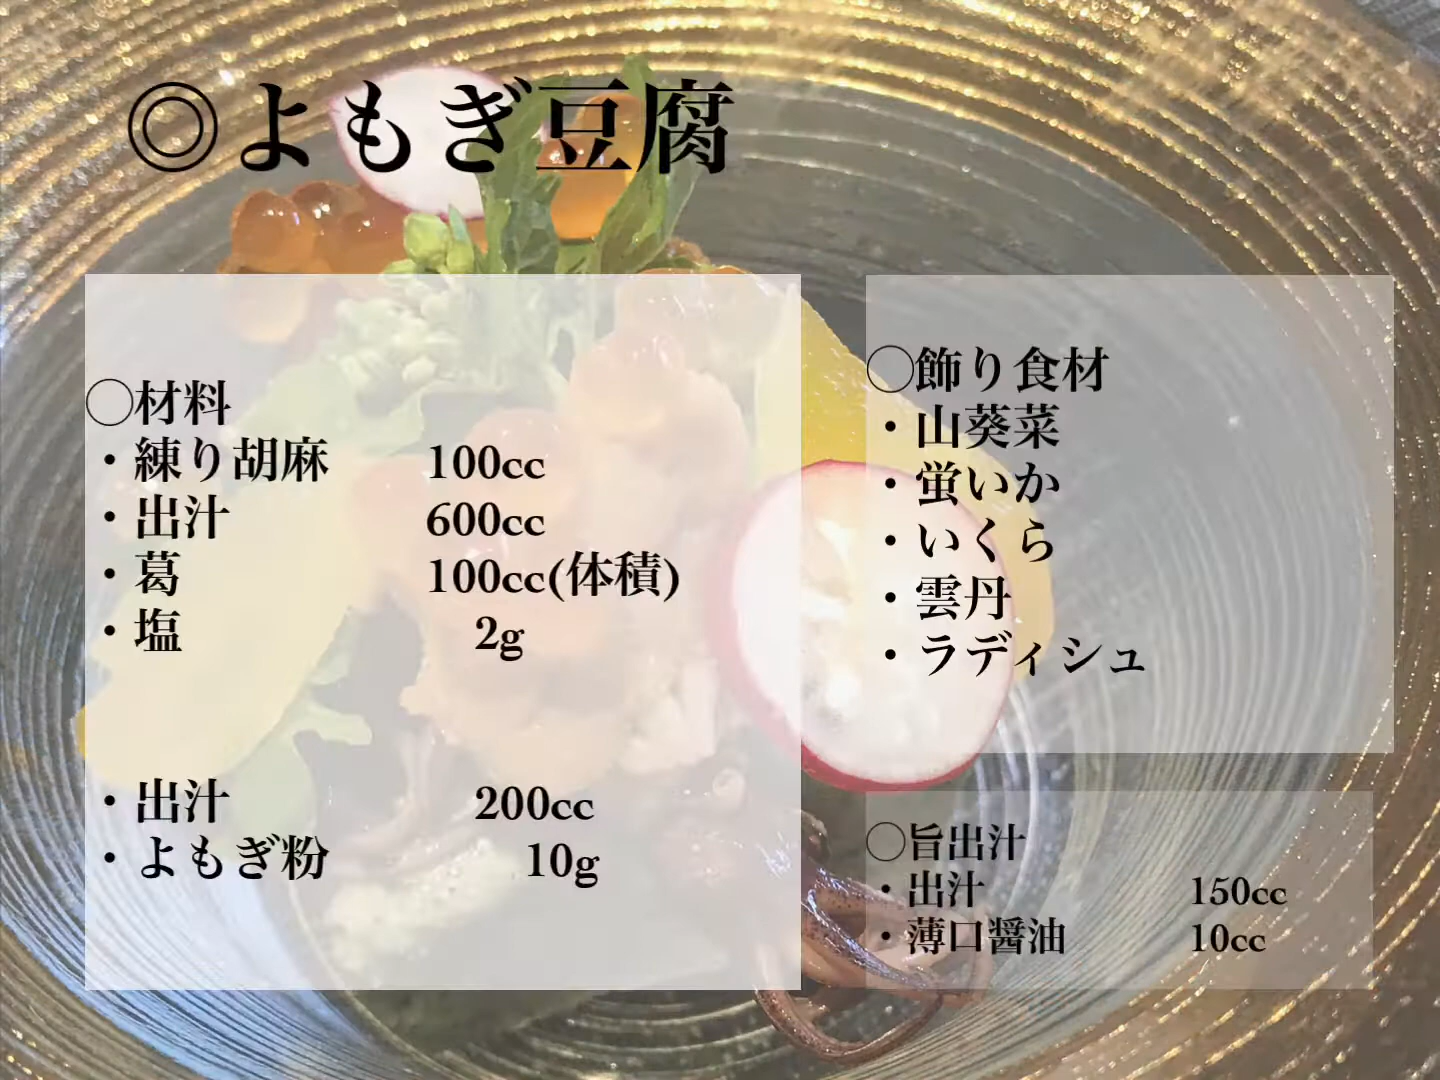 ◎よもぎ豆腐
◯材料
・練り胡麻 100cc
・出汁 600cc
・葛 100cc(体積)
・塩 2g
・出汁 200cc
・よもぎ粉 10g
◯飾り食材
・山葵菜
・蛍いか
・いくら
・雲丹
・ラディシュ
◯旨出汁
・出汁 150cc
・薄口醤油 10cc